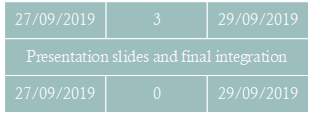 27/09/2019 3 29/09/2019
Presentation slides and final integration
27/09/2019 0 29/09/2019